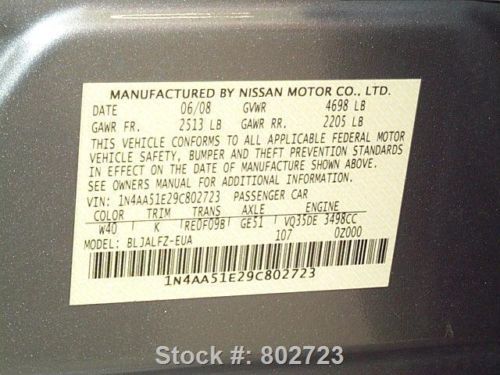 MANUFACTURED BY NISSAN MOTOR CO., LTD.
DATE 06/08 GVWR 4698 LB
GAWR FR. 2513 LB GAWR RR. 2205 LB
THIS VEHICLE CONFORMS TO ALL APPLICABLE FEDERAL MOTOR
VEHICLE SAFETY, BUMPER AND THEFT PREVENTION STANDARDS
IN EFFECT ON THE DATE OF MANUFACTURE SHOWN ABOVE.
SEE OWNERS MANUAL FOR ADDITIONAL INFORMATION.
VIN: 1N4AA51E29C802723 PASSENGER CAR
COLOR TRIM TRANS AXLE ENGINE
W40 K RE0F09B GE51 VQ35DE 3498CC
MODEL: BLJALFZ-EUA 107 0Z000
1N4AA51E29C802723
Stock #: 802723